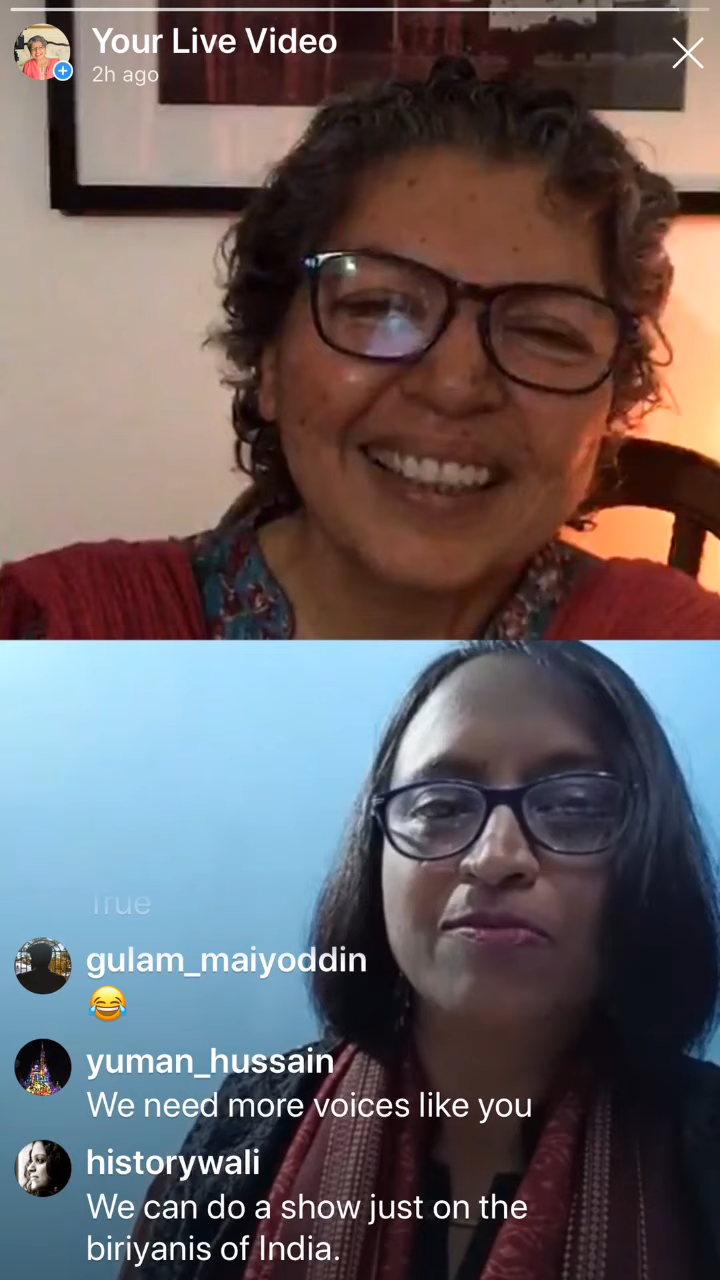 Your Live Video
2h ago
True
gulam_maiyoddin
😂
yuman_hussain
We need more voices like you
historywali
We can do a show just on the
biriyanis of India.